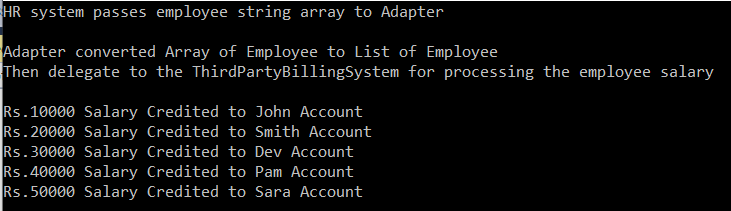 HR system passes employee string array to Adapter
Adapter converted Array of Employee to List of Employee
Then delegate to the ThirdPartyBillingSystem for processing the employee salary
Rs.10000 Salary Credited to John Account
Rs.20000 Salary Credited to Smith Account
Rs.30000 Salary Credited to Dev Account
Rs.40000 Salary Credited to Pam Account
Rs.50000 Salary Credited to Sara Account